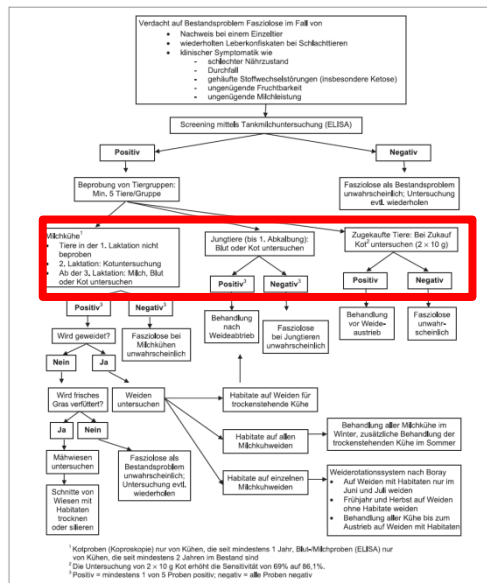 Verdacht auf Bestandsproblem Fasziolose im Fall von
• Nachweis bei einem Einzeltier
• wiederholten Leberkonfiskaten bei Schlachttieren
• klinischer Symptomatik wie
- schlechter Nährzustand
- Durchfall
- gehäufte Stoffwechselstörungen (insbesondere Ketose)
- ungenügende Fruchtbarkeit
- ungenügende Milchleistung
Screening mittels Tankmilchuntersuchung (ELISA)
Positiv
Negativ
Beprobung von Tiergruppen:
Min. 5 Tiere/Gruppe
Fasziolose als Bestandsproblem
unwahrscheinlich; Untersuchung
evtl. wiederholen
Milchkühe¹
• Tiere in der 1. Laktation nicht
beproben
• 2. Laktation: Kotuntersuchung
• Ab der 3. Laktation: Milch, Blut
oder Kot untersuchen
Jungtiere (bis 1. Abkalbung):
Blut oder Kot untersuchen
Zugekaufte Tiere: Bei Zukauf
Kot² untersuchen (2 × 10 g)
Positiv³
Negativ³
Positiv³
Negativ³
Positiv
Negativ
Wird geweidet?
Fasziolose bei
Milchkühen
unwahrscheinlich
Behandlung
nach
Weideabtrieb
Fasziolose
bei Jungtieren
unwahrscheinlich
Behandlung
vor Weide-
austrieb
Fasziolose
unwahr-
scheinlich
Nein
Ja
Wird frisches
Gras verfüttert?
Weiden
untersuchen
Habitate auf Weiden für
trockenstehende Kühe
Ja
Nein
Habitate auf allen
Milchkuhweiden
Behandlung aller Milchkühe im
Winter, zusätzliche Behandlung der
trockenstehenden Kühe im Sommer
Mähwiesen
untersuchen
Fasziolose als
Bestandsproblem
unwahrscheinlich;
Untersuchung evtl.
wiederholen
Habitate auf einzelnen
Milchkuhweiden
Weiderotationssystem nach Boray
• Auf Weiden mit Habitaten nur im
Juni und Juli weiden
• Frühjahr und Herbst auf Weiden
ohne Habitate weiden
• Behandlung aller Kühe bis zum
Austrieb auf Weiden mit Habitaten
Schnitte von
Wiesen mit
Habitaten
trocknen
oder silieren
¹ Kotproben (Koproskopie) nur von Kühen, die seit mindestens 1 Jahr, Blut-/Milchproben (ELISA) nur
von Kühen, die seit mindestens 2 Jahren im Bestand sind
² Die Untersuchung von 2 × 10 g Kot erhöht die Sensitivität von 69% auf 86,1%.
³ Positiv = mindestens 1 von 5 Proben positiv; negativ = alle Proben negativ